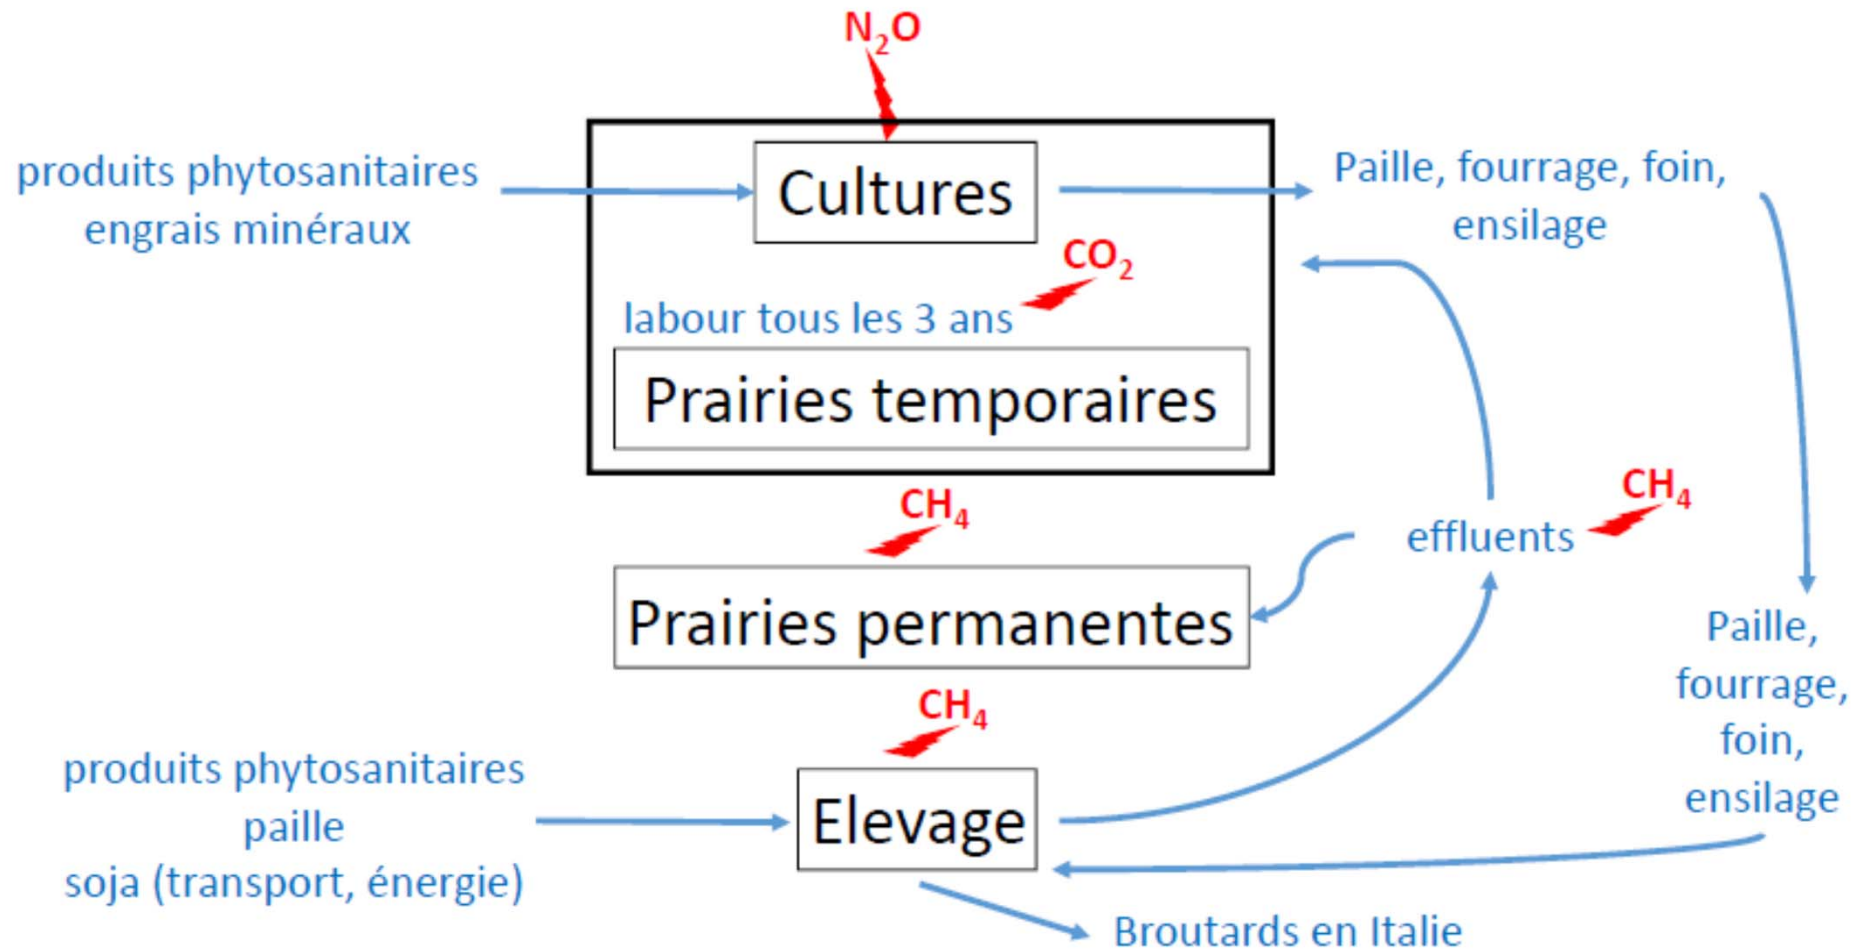 N₂O
produits phytosanitaires
engrais minéraux
Cultures
Paille, fourrage, foin,
ensilage
CO₂
labour tous les 3 ans
Prairies temporaires
CH₄
CH₄
effluents
Prairies permanentes
Paille,
fourrage,
foin,
ensilage
CH₄
produits phytosanitaires
paille
soja (transport, énergie)
Elevage
Broutards en Italie